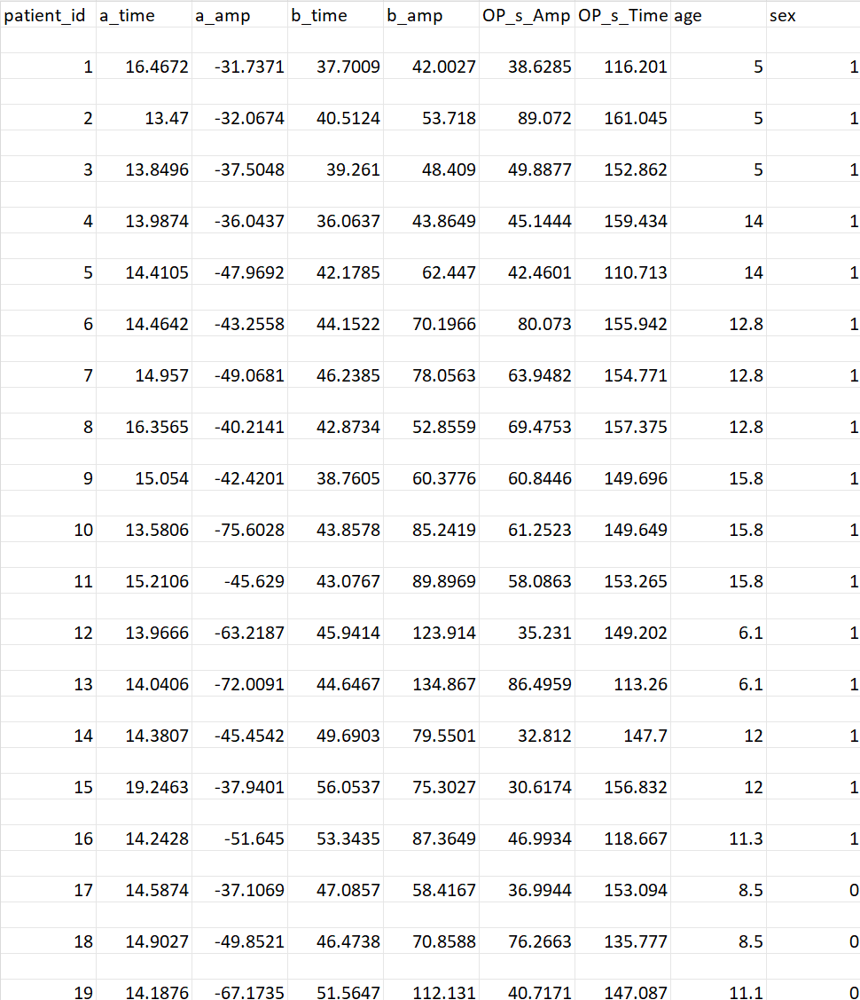 patient_id a_time a_amp b_time b_amp OP_s_Amp OP_s_Time age sex
1 16.4672 -31.7371 37.7009 42.0027 38.6285 116.201 5 1
2 13.47 -32.0674 40.5124 53.718 89.072 161.045 5 1
3 13.8496 -37.5048 39.261 48.409 49.8877 152.862 5 1
4 13.9874 -36.0437 36.0637 43.8649 45.1444 159.434 14 1
5 14.4105 -47.9692 42.1785 62.447 42.4601 110.713 14 1
6 14.4642 -43.2558 44.1522 70.1966 80.073 155.942 12.8 1
7 14.957 -49.0681 46.2385 78.0563 63.9482 154.771 12.8 1
8 16.3565 -40.2141 42.8734 52.8559 69.4753 157.375 12.8 1
9 15.054 -42.4201 38.7605 60.3776 60.8446 149.696 15.8 1
10 13.5806 -75.6028 43.8578 85.2419 61.2523 149.649 15.8 1
11 15.2106 -45.629 43.0767 89.8969 58.0863 153.265 15.8 1
12 13.9666 -63.2187 45.9414 123.914 35.231 149.202 6.1 1
13 14.0406 -72.0091 44.6467 134.867 86.4959 113.26 6.1 1
14 14.3807 -45.4542 49.6903 79.5501 32.812 147.7 12 1
15 19.2463 -37.9401 56.0537 75.3027 30.6174 156.832 12 1
16 14.2428 -51.645 53.3435 87.3649 46.9934 118.667 11.3 1
17 14.5874 -37.1069 47.0857 58.4167 36.9944 153.094 8.5 0
18 14.9027 -49.8521 46.4738 70.8588 76.2663 135.777 8.5 0
19 14.1876 -67.1735 51.5647 112.131 40.7171 147.087 11.1 0